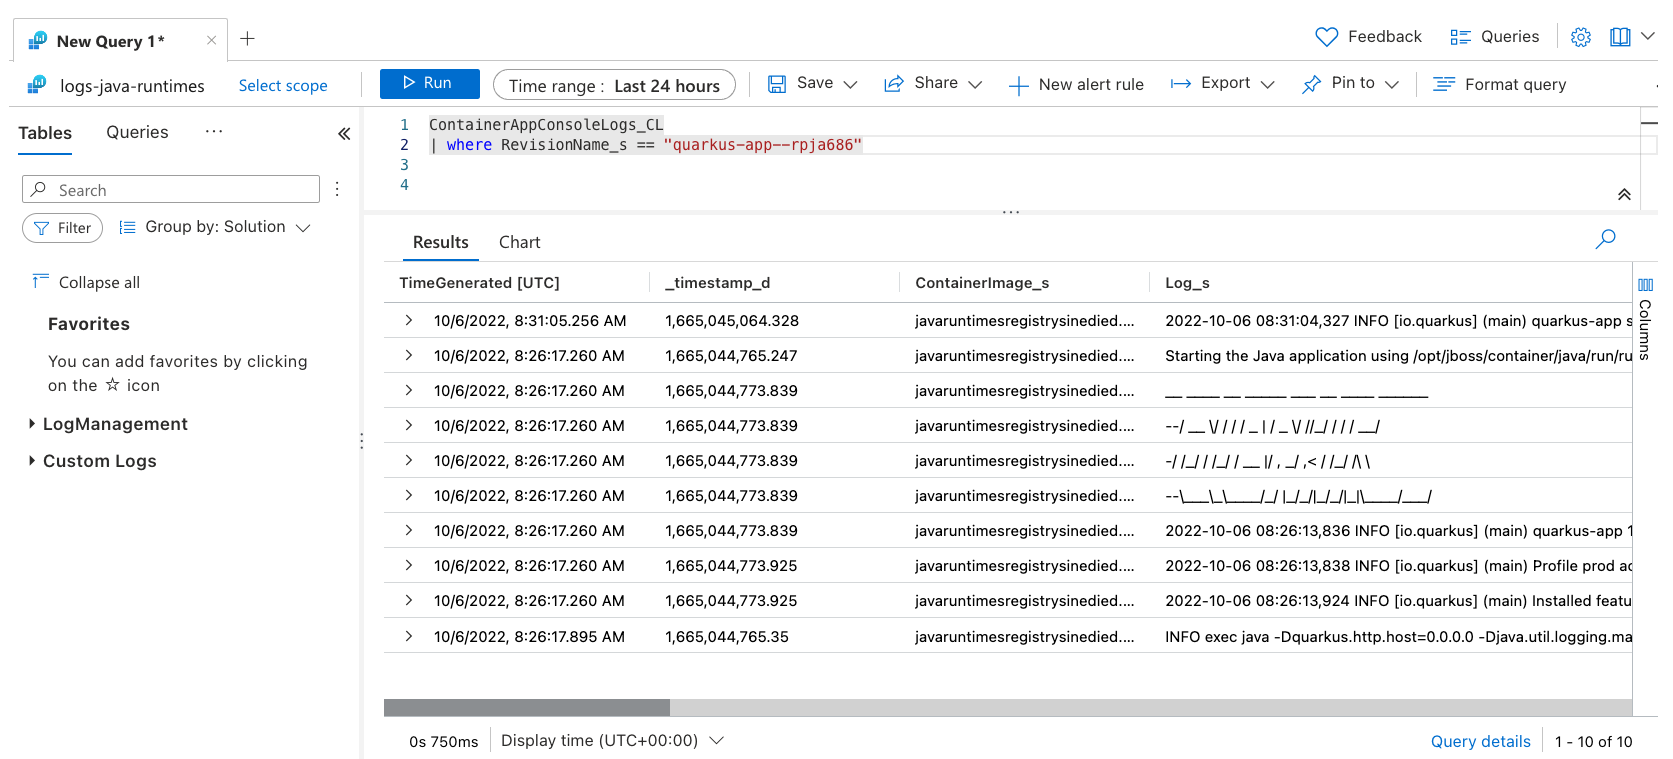 New Query 1*
Feedback
Queries
logs-java-runtimes
Select scope
Run
Time range : Last 24 hours
Save
Share
New alert rule
Export
Pin to
Format query
Tables
Queries
...
Search
Filter
Group by: Solution
Collapse all
Favorites
You can add favorites by clicking
on the ☆ icon
LogManagement
Custom Logs
1 ContainerAppConsoleLogs_CL
2 | where RevisionName_s == "quarkus-app--rpja686"
3
4
Results
Chart
TimeGenerated [UTC] _timestamp_d ContainerImage_s Log_s
10/6/2022, 8:31:05.256 AM 1,665,045,064.328 javaruntimesregistrysinedied.... 2022-10-06 08:31:04,327 INFO [io.quarkus] (main) quarkus-app s
10/6/2022, 8:26:17.260 AM 1,665,044,765.247 javaruntimesregistrysinedied.... Starting the Java application using /opt/jboss/container/java/run/ru
10/6/2022, 8:26:17.260 AM 1,665,044,773.839 javaruntimesregistrysinedied.... __ ____ __ _____ ___ __ ____ ______
10/6/2022, 8:26:17.260 AM 1,665,044,773.839 javaruntimesregistrysinedied.... --/ __ \/ / / / _ | / _ \/ //_/ / / / __/
10/6/2022, 8:26:17.260 AM 1,665,044,773.839 javaruntimesregistrysinedied.... -/ /_/ / /_/ / __ |/ , _/ ,< / /_/ /\ \
10/6/2022, 8:26:17.260 AM 1,665,044,773.839 javaruntimesregistrysinedied.... --\___\_\____/_/ |_/_/|_/_/|_|\____/___/
10/6/2022, 8:26:17.260 AM 1,665,044,773.839 javaruntimesregistrysinedied.... 2022-10-06 08:26:13,836 INFO [io.quarkus] (main) quarkus-app 1
10/6/2022, 8:26:17.260 AM 1,665,044,773.925 javaruntimesregistrysinedied.... 2022-10-06 08:26:13,838 INFO [io.quarkus] (main) Profile prod ac
10/6/2022, 8:26:17.260 AM 1,665,044,773.925 javaruntimesregistrysinedied.... 2022-10-06 08:26:13,924 INFO [io.quarkus] (main) Installed featu
10/6/2022, 8:26:17.895 AM 1,665,044,765.35 javaruntimesregistrysinedied.... INFO exec java -Dquarkus.http.host=0.0.0.0 -Djava.util.logging.ma
Columns
0s 750ms
Display time (UTC+00:00)
Query details
1 - 10 of 10